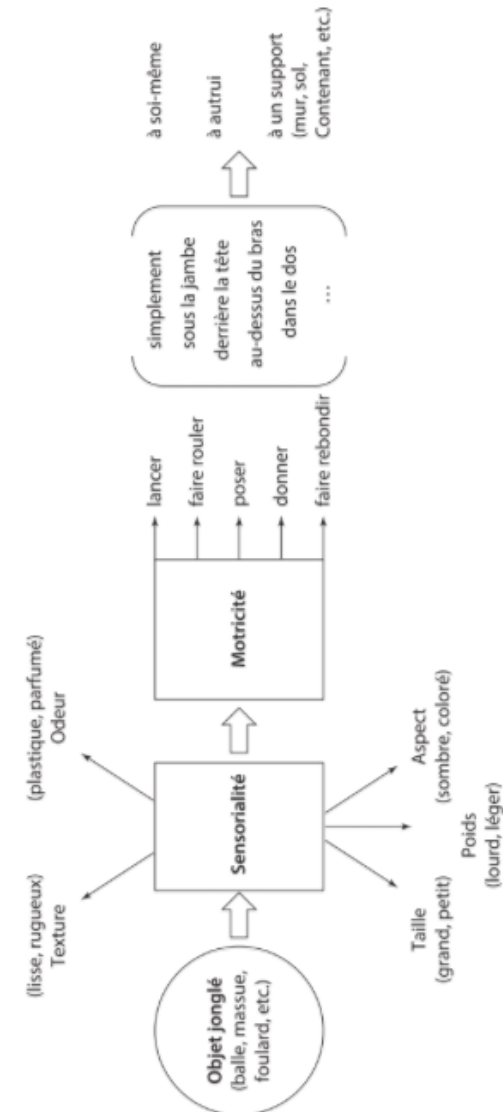 Objet jonglé
(balle, massue,
foulard, etc.)
Sensorialité
(lisse, rugueux)
Texture
(plastique, parfumé)
Odeur
Taille
(grand, petit)
Poids
(lourd, léger)
Aspect
(sombre, coloré)
Motricité
lancer
faire rouler
poser
donner
faire rebondir
simplement
sous la jambe
derrière la tête
au-dessus du bras
dans le dos
...
à soi-même
à autrui
à un support
(mur, sol,
Contenant, etc.)